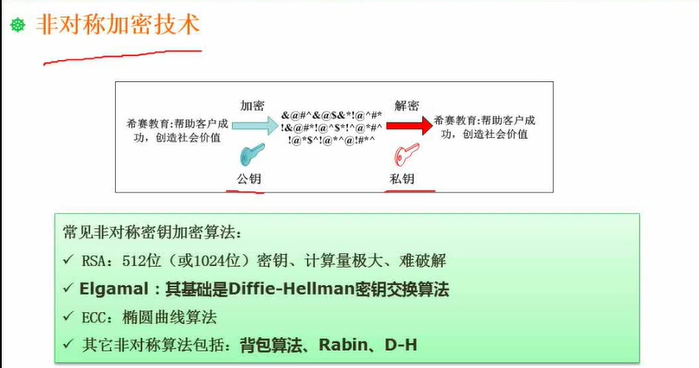 非对称加密技术
加密
解密
希赛教育:帮助客户成
功，创造社会价值
&@#^&@$&*!@^#*
!&@#*!@^$*!^@*#^
!@*$^!@*^@!#*^
希赛教育:帮助客户成
功，创造社会价值
公钥
私钥
常见非对称密钥加密算法：
✓ RSA：512位（或1024位）密钥、计算量极大、难破解
✓ Elgamal：其基础是Diffie-Hellman密钥交换算法
✓ ECC：椭圆曲线算法
✓ 其它非对称算法包括：背包算法、Rabin、D-H